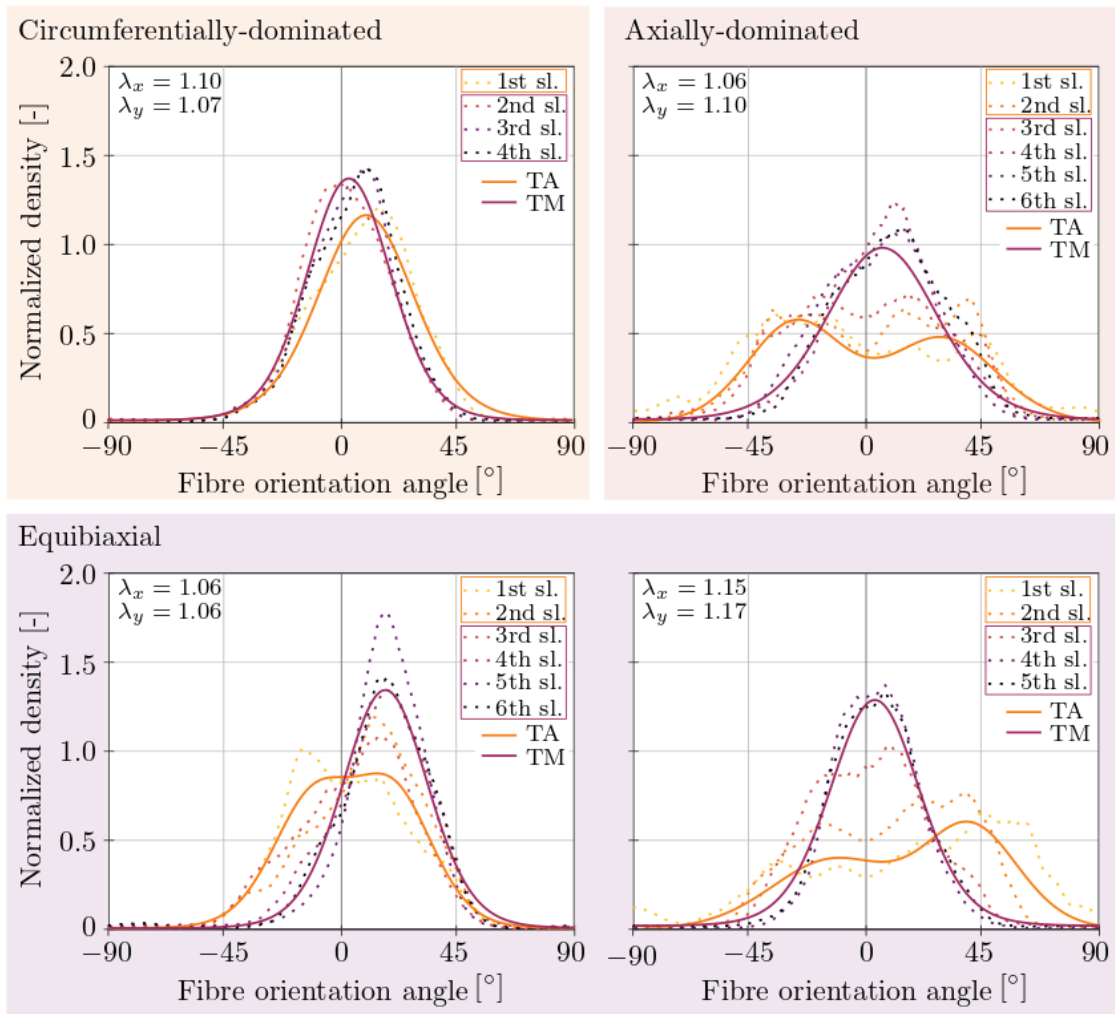 Circumferentially-dominated
λx = 1.10
λy = 1.07
1st sl.
2nd sl.
3rd sl.
4th sl.
TA
TM
Normalized density [-]
2.0
1.5
1.0
0.5
0
−90
−45
0
45
90
Fibre orientation angle [°]
Axially-dominated
λx = 1.06
λy = 1.10
1st sl.
2nd sl.
3rd sl.
4th sl.
5th sl.
6th sl.
TA
TM
−90
−45
0
45
90
Fibre orientation angle [°]
Equibiaxial
λx = 1.06
λy = 1.06
1st sl.
2nd sl.
3rd sl.
4th sl.
5th sl.
6th sl.
TA
TM
Normalized density [-]
2.0
1.5
1.0
0.5
0
−90
−45
0
45
90
Fibre orientation angle [°]
λx = 1.15
λy = 1.17
1st sl.
2nd sl.
3rd sl.
4th sl.
5th sl.
TA
TM
−90
−45
0
45
90
Fibre orientation angle [°]